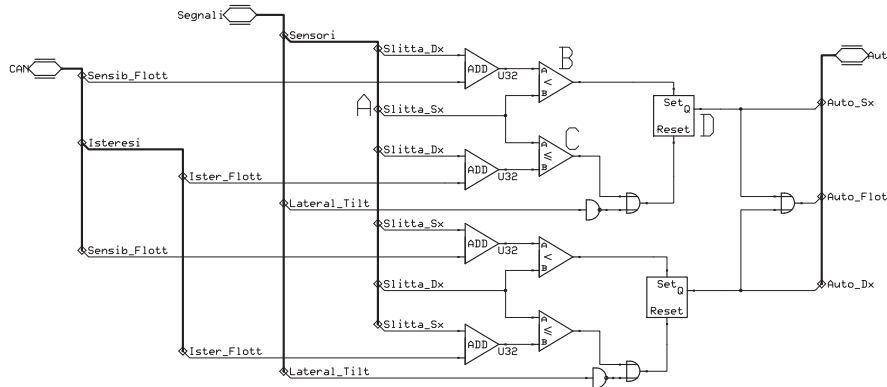 Segnali
CAN
Aut
Sensori
Slitta_Dx
Sensib_Flott
ADD
U32
A
<
B
B
Set
Q
Reset
D
Auto_Sx
A
Slitta_Sx
C
Isteresi
Slitta_Dx
ADD
U32
A
≤
B
Ister_Flott
Lateral_Tilt
Auto_Flot
Slitta_Sx
Sensib_Flott
ADD
U32
A
<
B
Set
Q
Reset
Slitta_Dx
Auto_Dx
Slitta_Sx
ADD
U32
A
≤
B
Ister_Flott
Lateral_Tilt